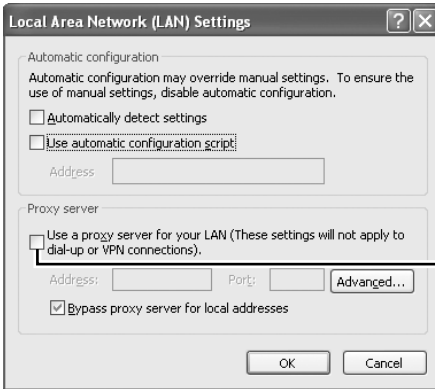 Local Area Network (LAN) Settings
Automatic configuration
Automatic configuration may override manual settings. To ensure the
use of manual settings, disable automatic configuration.
Automatically detect settings
Use automatic configuration script
Address
Proxy server
Use a proxy server for your LAN (These settings will not apply to
dial-up or VPN connections).
Address: Port: Advanced...
Bypass proxy server for local addresses
OK Cancel